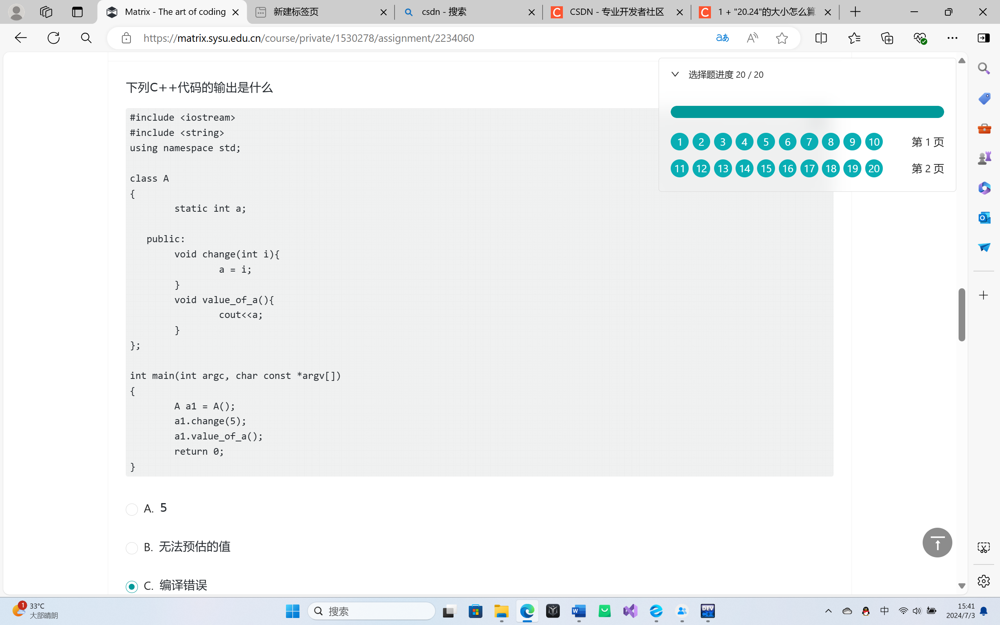 Matrix - The art of coding
新建标签页
csdn - 搜索
CSDN - 专业开发者社区
1 + "20.24"的大小怎么算
https://matrix.sysu.edu.cn/course/private/1530278/assignment/2234060
选择题进度 20 / 20
1 2 3 4 5 6 7 8 9 10 第 1 页
11 12 13 14 15 16 17 18 19 20 第 2 页
下列C++代码的输出是什么
#include <iostream>
#include <string>
using namespace std;
class A
{
static int a;
public:
void change(int i){
a = i;
}
void value_of_a(){
cout<<a;
}
};
int main(int argc, char const *argv[])
{
A a1 = A();
a1.change(5);
a1.value_of_a();
return 0;
}
A. 5
B. 无法预估的值
C. 编译错误
1
33°C
大部晴朗
搜索
DEV
C++
中
15:41
2024/7/3